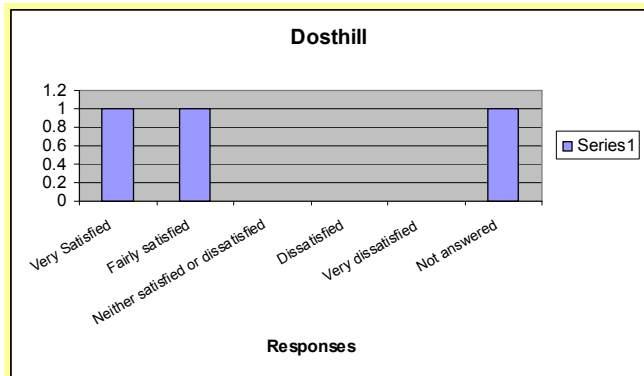 Dosthill
1.2
1
0.8
0.6
0.4
0.2
0
Series1
Very Satisfied
Fairly satisfied
Neither satisfied or dissatisfied
Dissatisfied
Very dissatisfied
Not answered
Responses